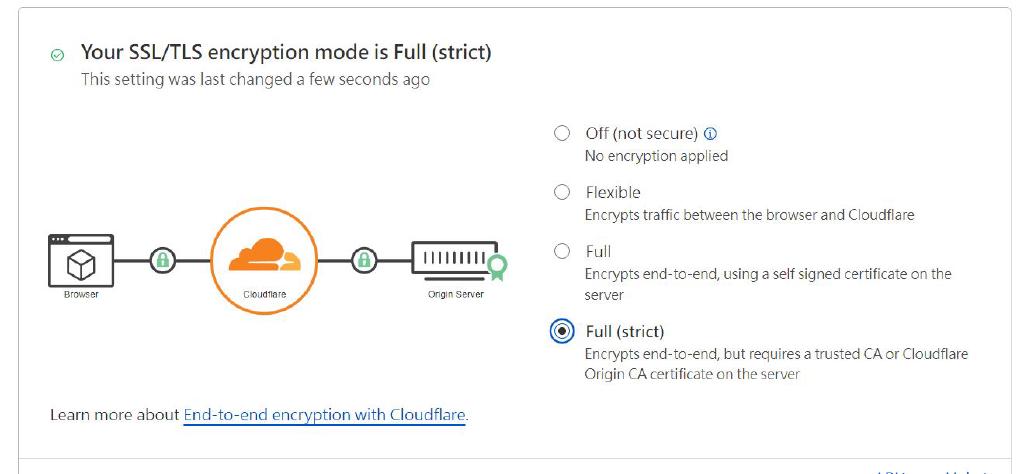 Your SSL/TLS encryption mode is Full (strict)
This setting was last changed a few seconds ago
Off (not secure)
No encryption applied
Flexible
Encrypts traffic between the browser and Cloudflare
Full
Encrypts end-to-end, using a self signed certificate on the
server
Full (strict)
Encrypts end-to-end, but requires a trusted CA or Cloudflare
Origin CA certificate on the server
Browser
Cloudflare
Origin Server
Learn more about End-to-end encryption with Cloudflare.